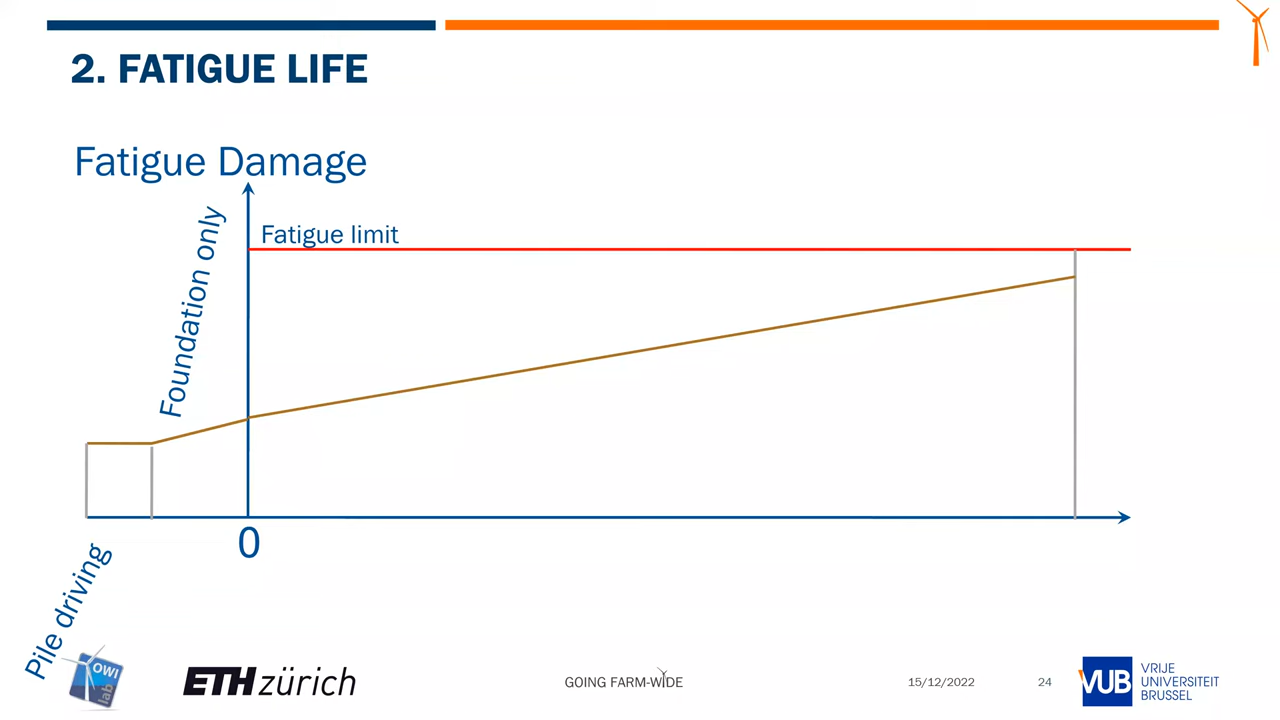 2. FATIGUE LIFE
Fatigue Damage
Foundation only
Fatigue limit
0
Pile driving
OWI
lab
ETH zürich
GOING FARM-WIDE
15/12/2022
24
VUB
VRIJE
UNIVERSITEIT
BRUSSEL